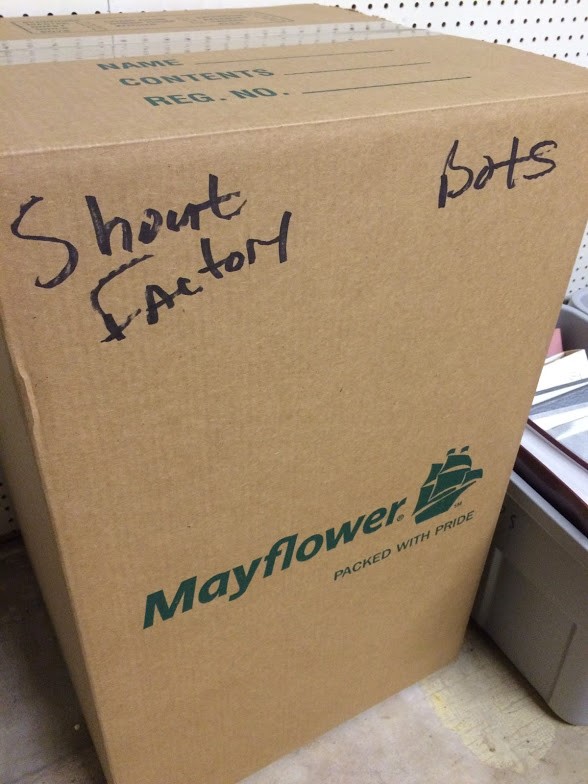 NAME
CONTENTS
REG. NO.
Shout
Factory
Bots
Mayflower®
PACKED WITH PRIDE